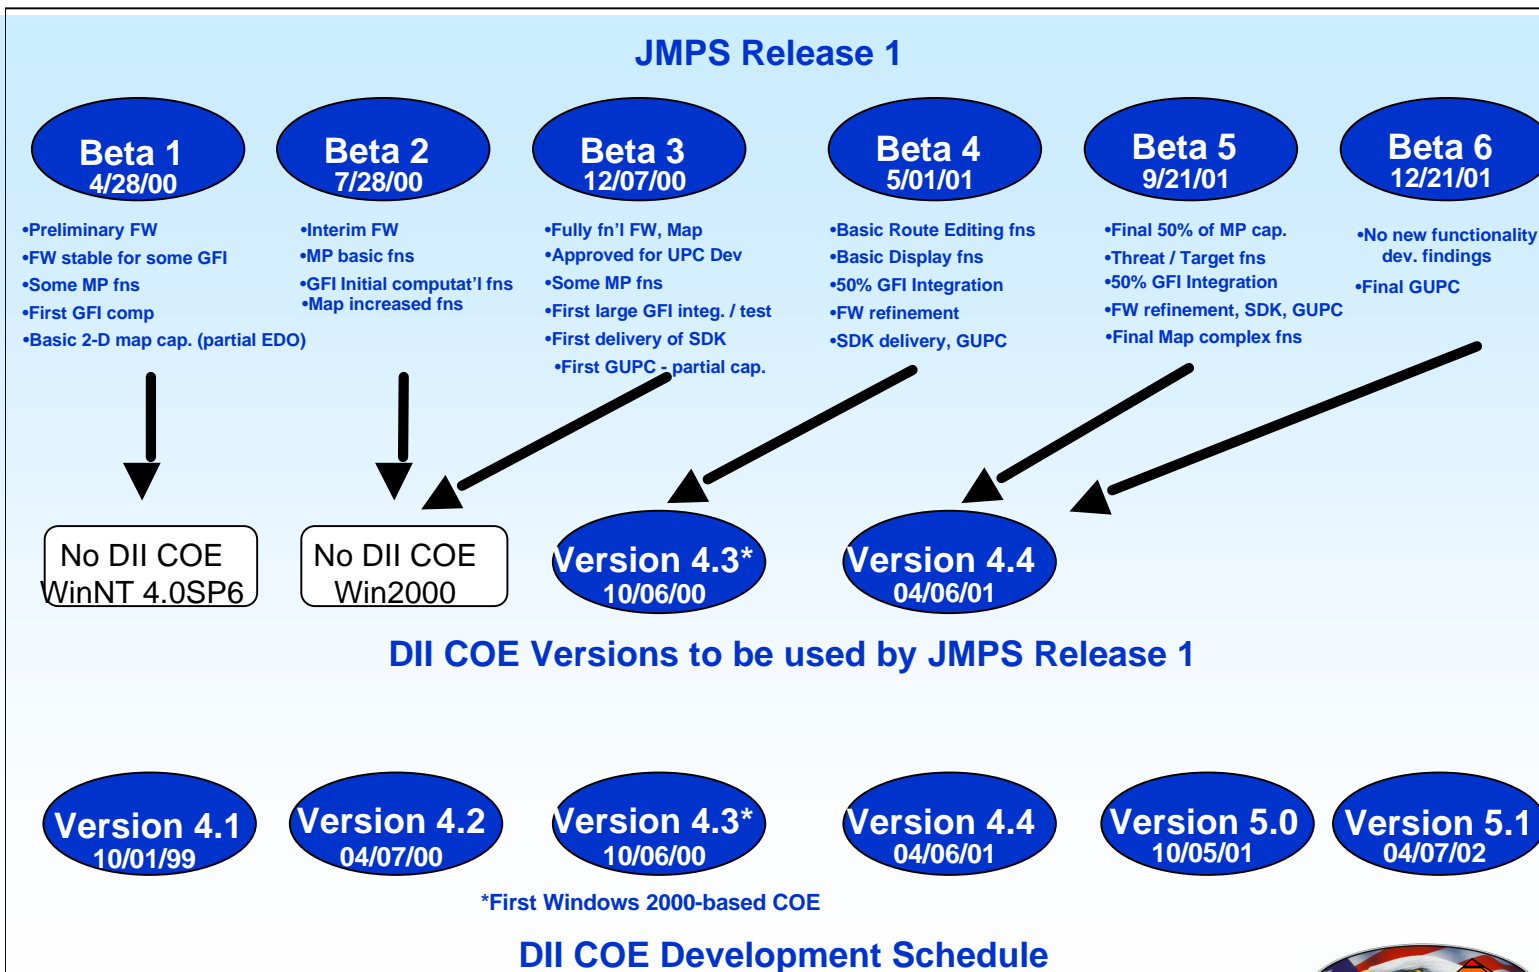 JMPS Release 1
Beta 1
4/28/00
•Preliminary FW
•FW stable for some GFI
•Some MP fns
•First GFI comp
•Basic 2-D map cap. (partial EDO)
Beta 2
7/28/00
•Interim FW
•MP basic fns
•GFI Initial computat'l fns
•Map increased fns
Beta 3
12/07/00
•Fully fn’l FW, Map
•Approved for UPC Dev
•Some MP fns
•First large GFI integ. / test
•First delivery of SDK
•First GUPC - partial cap.
Beta 4
5/01/01
•Basic Route Editing fns
•Basic Display fns
•50% GFI Integration
•FW refinement
•SDK delivery, GUPC
Beta 5
9/21/01
•Final 50% of MP cap.
•Threat / Target fns
•50% GFI Integration
•FW refinement, SDK, GUPC
•Final Map complex fns
Beta 6
12/21/01
•No new functionality
dev. findings
•Final GUPC
No DII COE
WinNT 4.0SP6
No DII COE
Win2000
Version 4.3*
10/06/00
Version 4.4
04/06/01
DII COE Versions to be used by JMPS Release 1
Version 4.1
10/01/99
Version 4.2
04/07/00
Version 4.3*
10/06/00
Version 4.4
04/06/01
Version 5.0
10/05/01
Version 5.1
04/07/02
*First Windows 2000-based COE
DII COE Development Schedule